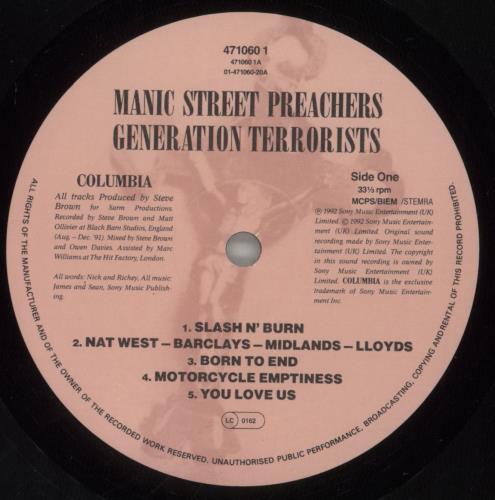 471060 1
471060 1A
01-471060-20A
MANIC STREET PREACHERS
GENERATION TERRORISTS
COLUMBIA
All tracks Produced by Steve
Brown for Sarm Productions.
Recorded by Steve Brown and Matt
Ollivier at Black Barn Studios, England
(Aug. - Dec. '91). Mixed by Steve Brown
and Owen Davies. Assisted by Marc
Williams at The Hit Factory, London.
All words: Nick and Richey, All music:
James and Sean, Sony Music Publish-
ing.
Side One
33⅓ rpm
MCPS/BIEM /STEMRA
℗ 1992 Sony Music Entertainment (UK)
Limited. © 1992 Sony Music Entertain-
ment (UK) Limited. Original sound
recording made by Sony Music Enter-
tainment (UK) Limited. The copyright
in this sound recording is owned by
Sony Music Entertainment (UK)
Limited. COLUMBIA is the exclusive
trademark of Sony Music Entertain-
ment Inc.
1. SLASH N' BURN
2. NAT WEST – BARCLAYS – MIDLANDS – LLOYDS
3. BORN TO END
4. MOTORCYCLE EMPTINESS
5. YOU LOVE US
LC 0162
ALL RIGHTS OF THE MANUFACTURER AND OF THE OWNER OF THE RECORDED WORK RESERVED. UNAUTHORISED PUBLIC PERFORMANCE, BROADCASTING, COPYING AND RENTAL OF THIS RECORD PROHIBITED.